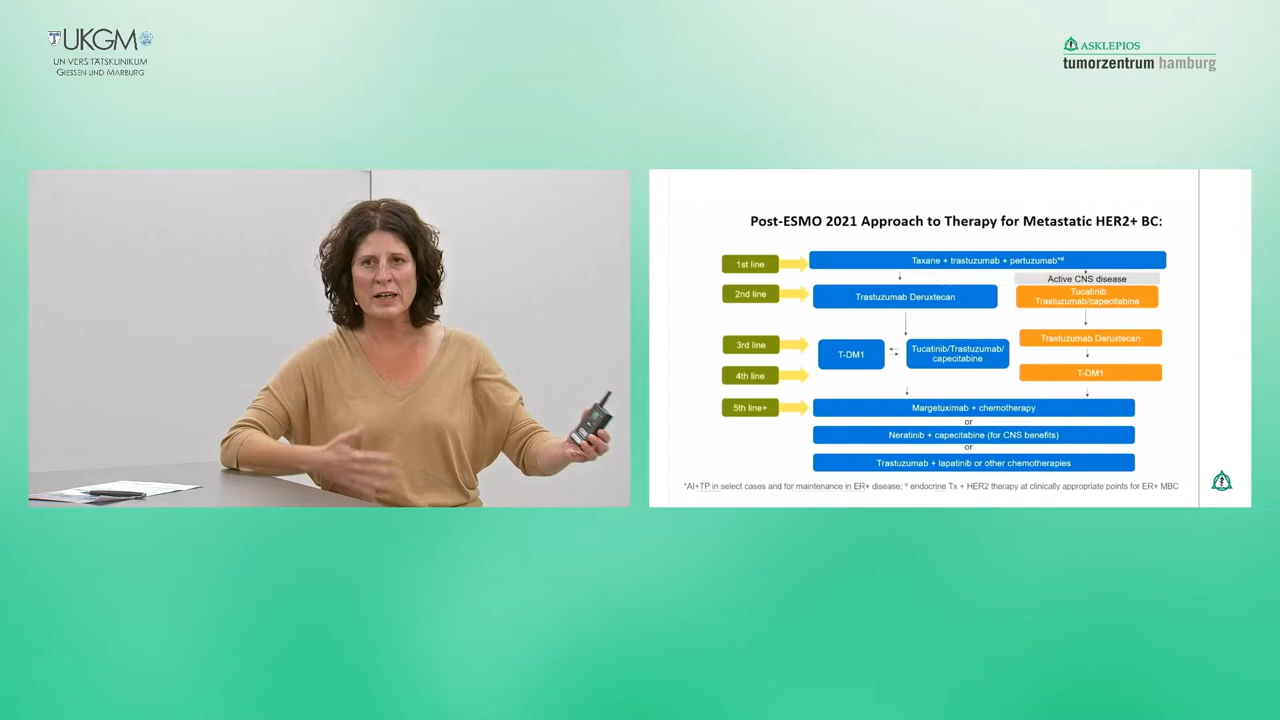 UKGM
UNIVERSITÄTSKLINIKUM
GIESSEN UND MARBURG
ASKLEPIOS
tumorzentrum hamburg
Post-ESMO 2021 Approach to Therapy for Metastatic HER2+ BC:
1st line
Taxane + trastuzumab + pertuzumab*#
Active CNS disease
2nd line
Trastuzumab Deruxtecan
Tucatinib
Trastuzumab/capecitabine
3rd line
T-DM1
Tucatinib/Trastuzumab/
capecitabine
Trastuzumab Deruxtecan
4th line
T-DM1
5th line+
Margetuximab + chemotherapy
or
Neratinib + capecitabine (for CNS benefits)
or
Trastuzumab + lapatinib or other chemotherapies
*AI+TP in select cases and for maintenance in ER+ disease; # endocrine Tx + HER2 therapy at clinically appropriate points for ER+ MBC